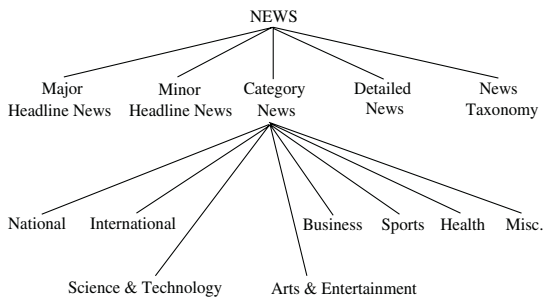 NEWS
Major
Headline News
Minor
Headline News
Category
News
Detailed
News
News
Taxonomy
National
International
Business
Sports
Health
Misc.
Science & Technology
Arts & Entertainment